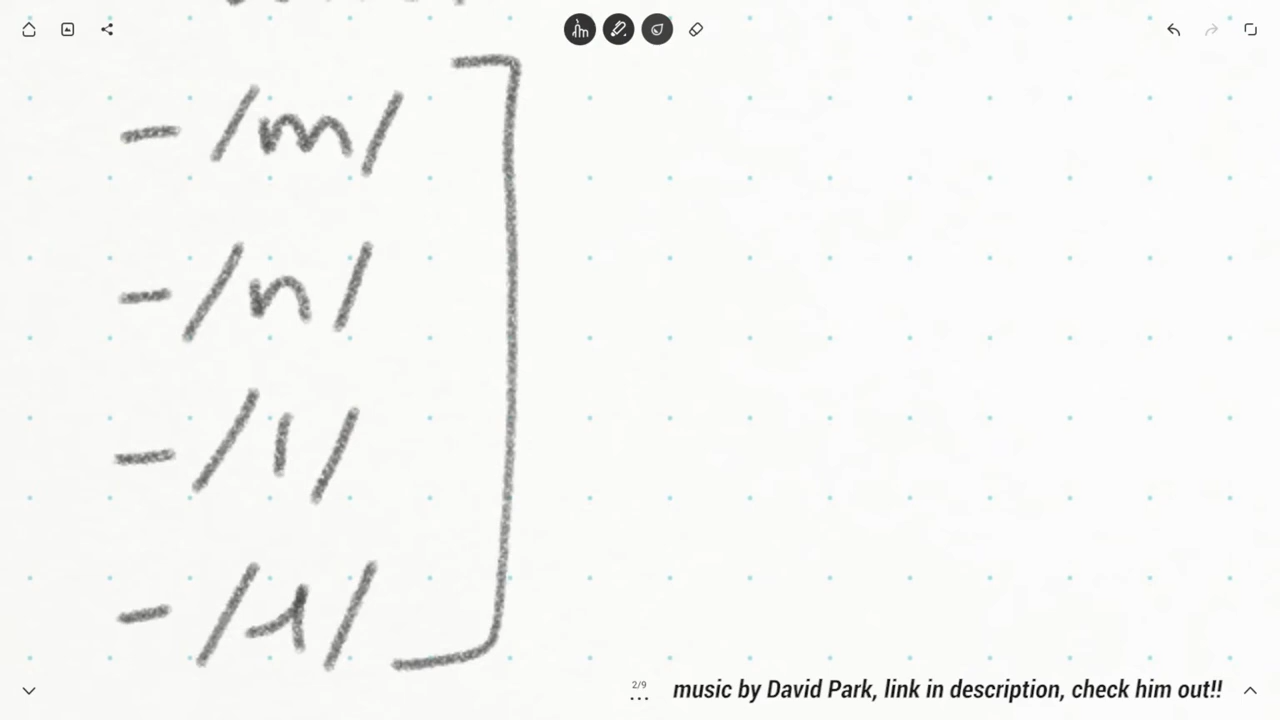 - /m/
- /n/
- /l/
- /ɹ/
2/9
music by David Park, link in description, check him out!!